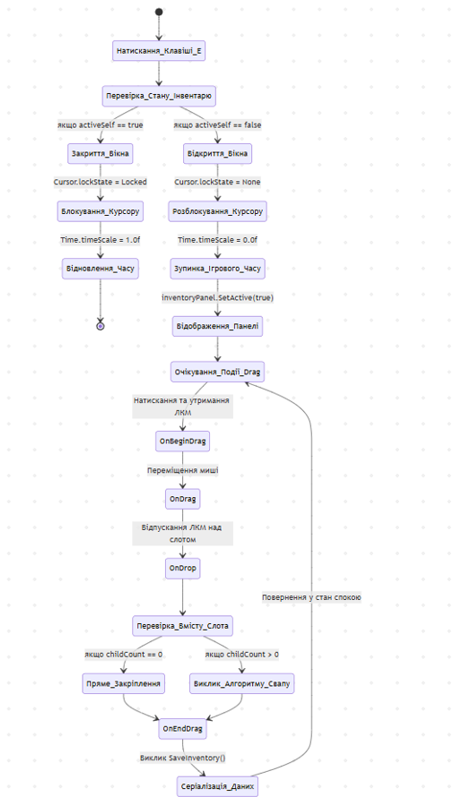 Натискання_Клавіші_E
Перевірка_Стану_Інвентарю
якщо activeSelf == true
якщо activeSelf == false
Закриття_Вікна
Відкриття_Вікна
Cursor.lockState = Locked
Cursor.lockState = None
Блокування_Курсору
Розблокування_Курсору
Time.timeScale = 1.0f
Time.timeScale = 0.0f
Відновлення_Часу
Зупинка_Ігрового_Часу
inventoryPanel.SetActive(true)
Відображення_Панелі
Очікування_Події_Drag
Натискання та утримання
ЛКМ
OnBeginDrag
Переміщення миші
OnDrag
Відпускання ЛКМ над
слотом
OnDrop
Повернення у стан спокою
Перевірка_Вмісту_Слота
якщо childCount == 0
якщо childCount > 0
Пряме_Закріплення
Виклик_Алгоритму_Свапу
OnEndDrag
Виклик SaveInventory()
Серіалізація_Даних